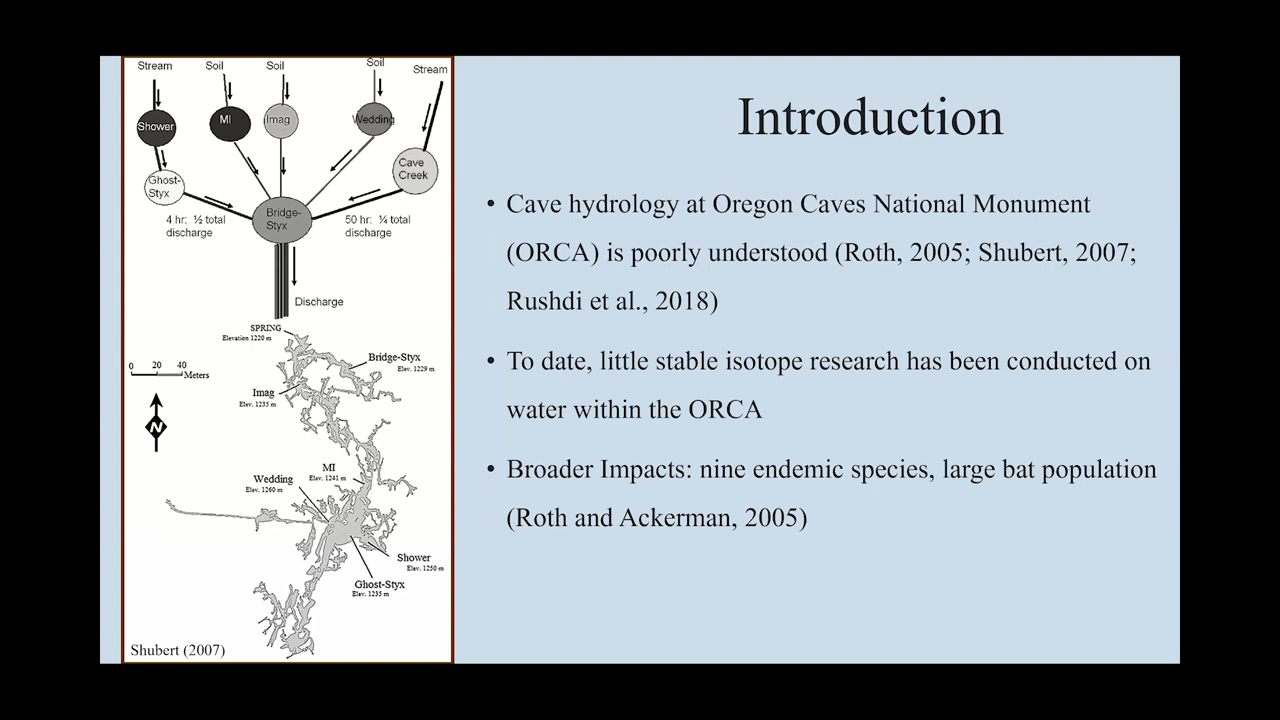 Stream
Soil
Soil
Soil
Stream
Shower
MI
Imag
Wedding
Cave
Creek
Ghost-
Styx
Bridge-
Styx
4 hr: ½ total
discharge
50 hr: ¼ total
discharge
Discharge
SPRING
Elevation 1220 m
Bridge-Styx
Elev. 1229 m
0 20 40
Meters
Imag
Elev. 1235 m
N
MI
Elev. 1241 m
Wedding
Elev. 1260 m
Shower
Elev. 1250 m
Ghost-Styx
Elev. 1235 m
Shubert (2007)
Introduction
• Cave hydrology at Oregon Caves National Monument
(ORCA) is poorly understood (Roth, 2005; Shubert, 2007;
Rushdi et al., 2018)
• To date, little stable isotope research has been conducted on
water within the ORCA
• Broader Impacts: nine endemic species, large bat population
(Roth and Ackerman, 2005)